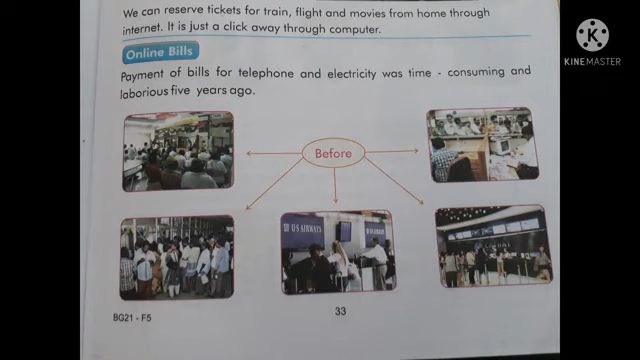 We can reserve tickets for train, flight and movies from home through
internet. It is just a click away through computer.
Online Bills
Payment of bills for telephone and electricity was time - consuming and
laborious five years ago.
Before
US AIRWAYS
BG21 - F5
33
KINEMASTER